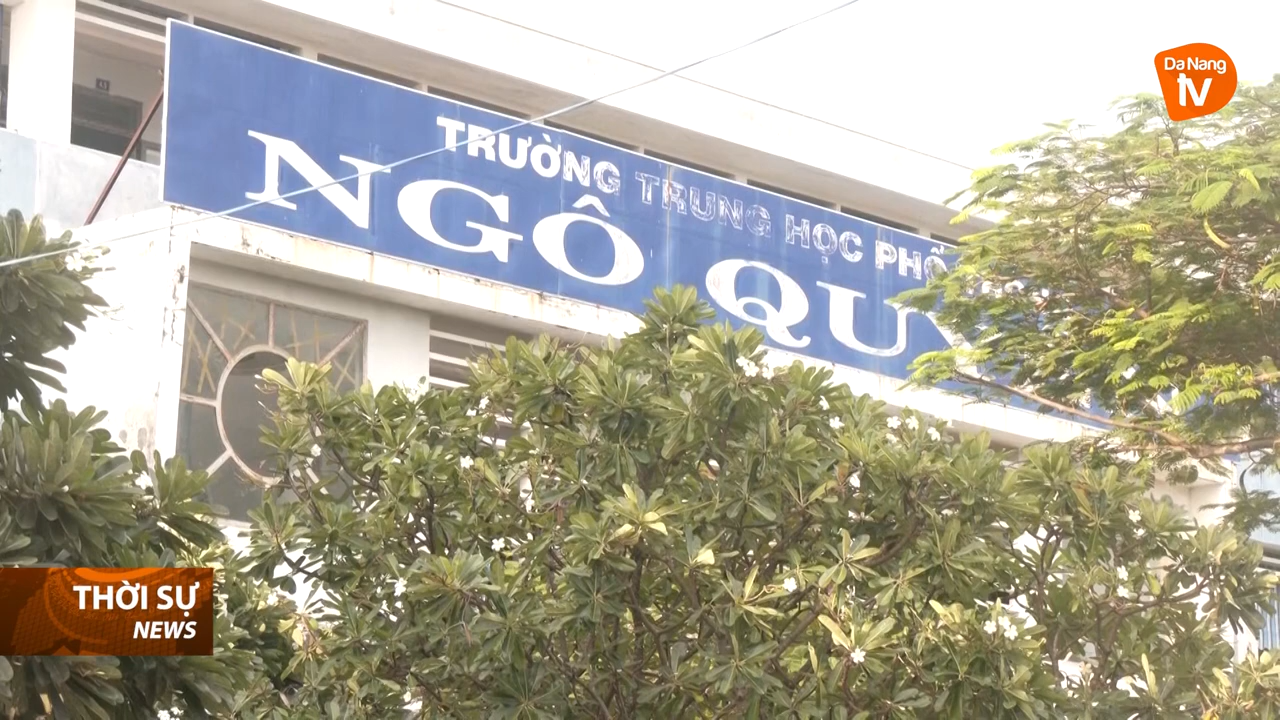 Da Nang
tv
TRƯỜNG TRUNG HỌC PHỔ
NGÔ QU
THỜI SỰ
NEWS